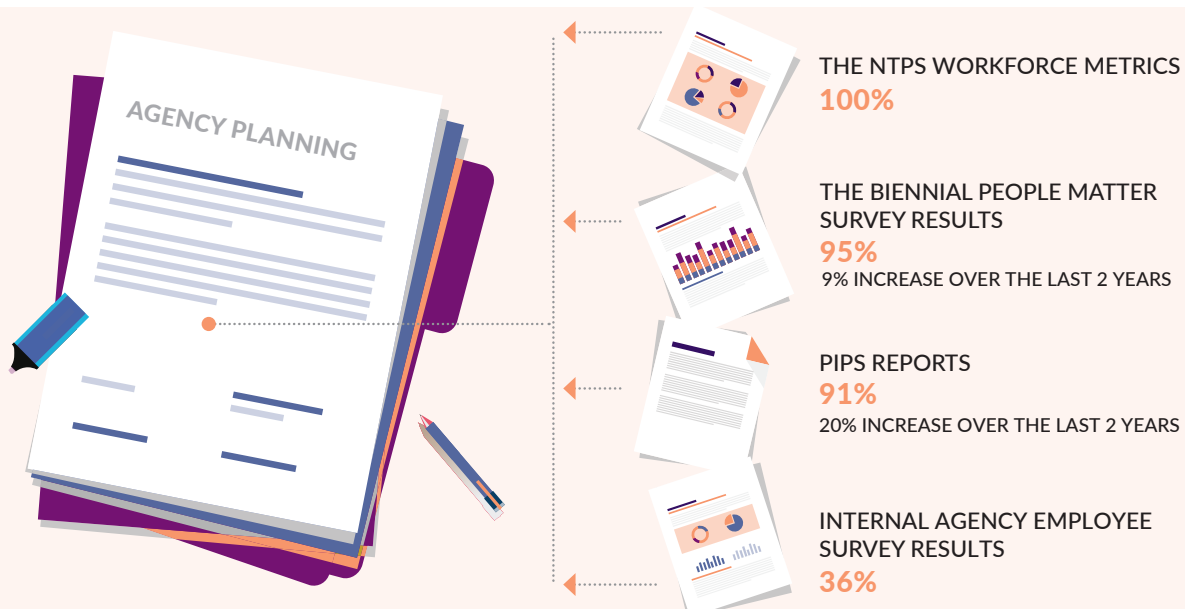 AGENCY PLANNING
THE NTPS WORKFORCE METRICS
100%
THE BIENNIAL PEOPLE MATTER
SURVEY RESULTS
95%
9% INCREASE OVER THE LAST 2 YEARS
PIPS REPORTS
91%
20% INCREASE OVER THE LAST 2 YEARS
INTERNAL AGENCY EMPLOYEE
SURVEY RESULTS
36%